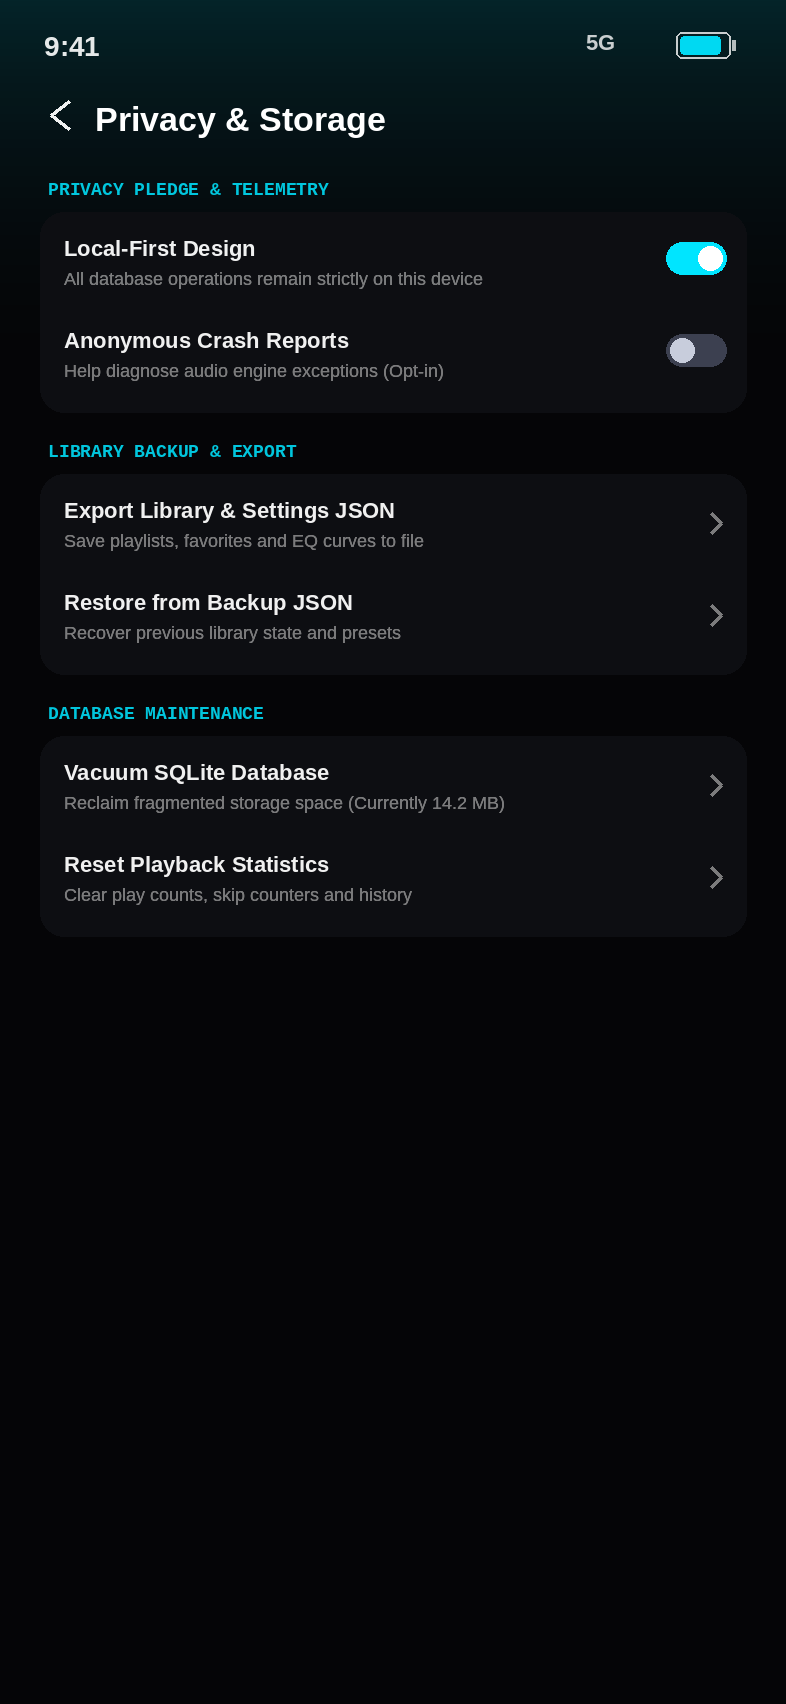 9:41
5G
Privacy & Storage
PRIVACY PLEDGE & TELEMETRY
Local-First Design
All database operations remain strictly on this device
Anonymous Crash Reports
Help diagnose audio engine exceptions (Opt-in)
LIBRARY BACKUP & EXPORT
Export Library & Settings JSON
Save playlists, favorites and EQ curves to file
Restore from Backup JSON
Recover previous library state and presets
DATABASE MAINTENANCE
Vacuum SQLite Database
Reclaim fragmented storage space (Currently 14.2 MB)
Reset Playback Statistics
Clear play counts, skip counters and history